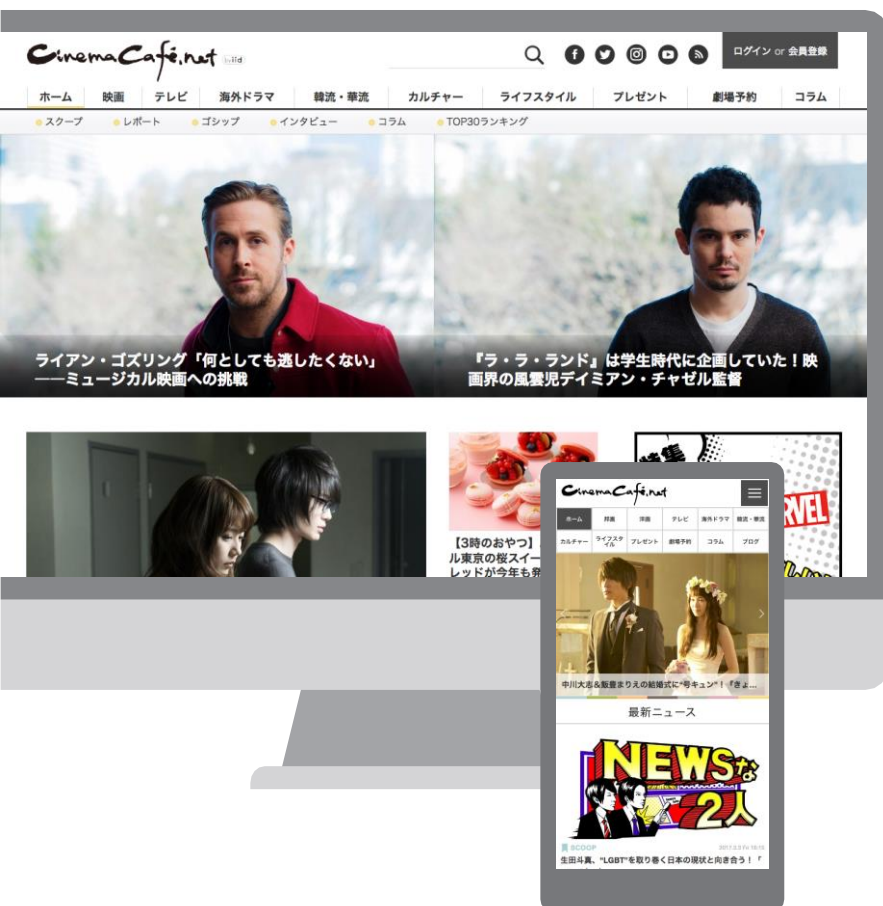 CinemaCafé.net by iid
ログイン or 会員登録
ホーム 映画 テレビ 海外ドラマ 韓流・華流 カルチャー ライフスタイル プレゼント 劇場予約 コラム
スクープ レポート ゴシップ インタビュー コラム TOP30ランキング
ライアン・ゴズリング「何としても逃したくない」
――ミュージカル映画への挑戦
『ラ・ラ・ランド』は学生時代に企画していた！映
画界の風雲児デイミアン・チャゼル監督
特集
【3時のおやつ】
ル東京の桜スイー
レッドが今年も発
CinemaCafé.net
ホーム 邦画 洋画 テレビ 海外ドラマ 韓流・華流
カルチャー ライフスタ
イル プレゼント 劇場予約 コラム ブログ
中川大志&飯豊まりえの結婚式に“号キュン”！『きょ...
最新ニュース
NEWSな
2人
SCOOP
生田斗真、"LGBT"を取り巻く日本の現状と向き合う！『